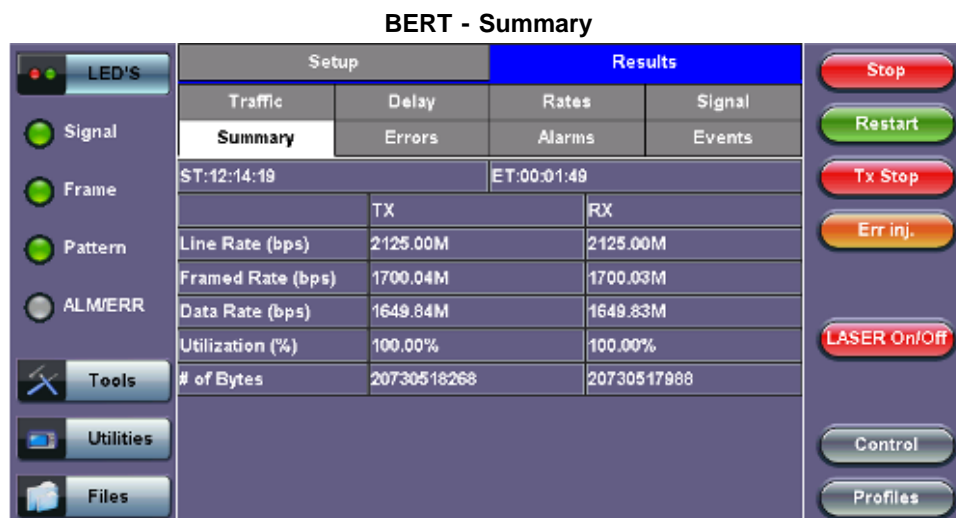 BERT - Summary
LED'S
Signal
Frame
Pattern
ALM/ERR
Tools
Utilities
Files
Setup Results
Traffic Delay Rates Signal
Summary Errors Alarms Events
ST:12:14:19 ET:00:01:49
TX RX
Line Rate (bps) 2125.00M 2125.00M
Framed Rate (bps) 1700.04M 1700.03M
Data Rate (bps) 1649.84M 1649.83M
Utilization (%) 100.00% 100.00%
# of Bytes 20730518268 20730517988
Stop
Restart
Tx Stop
Err inj.
LASER On/Off
Control
Profiles